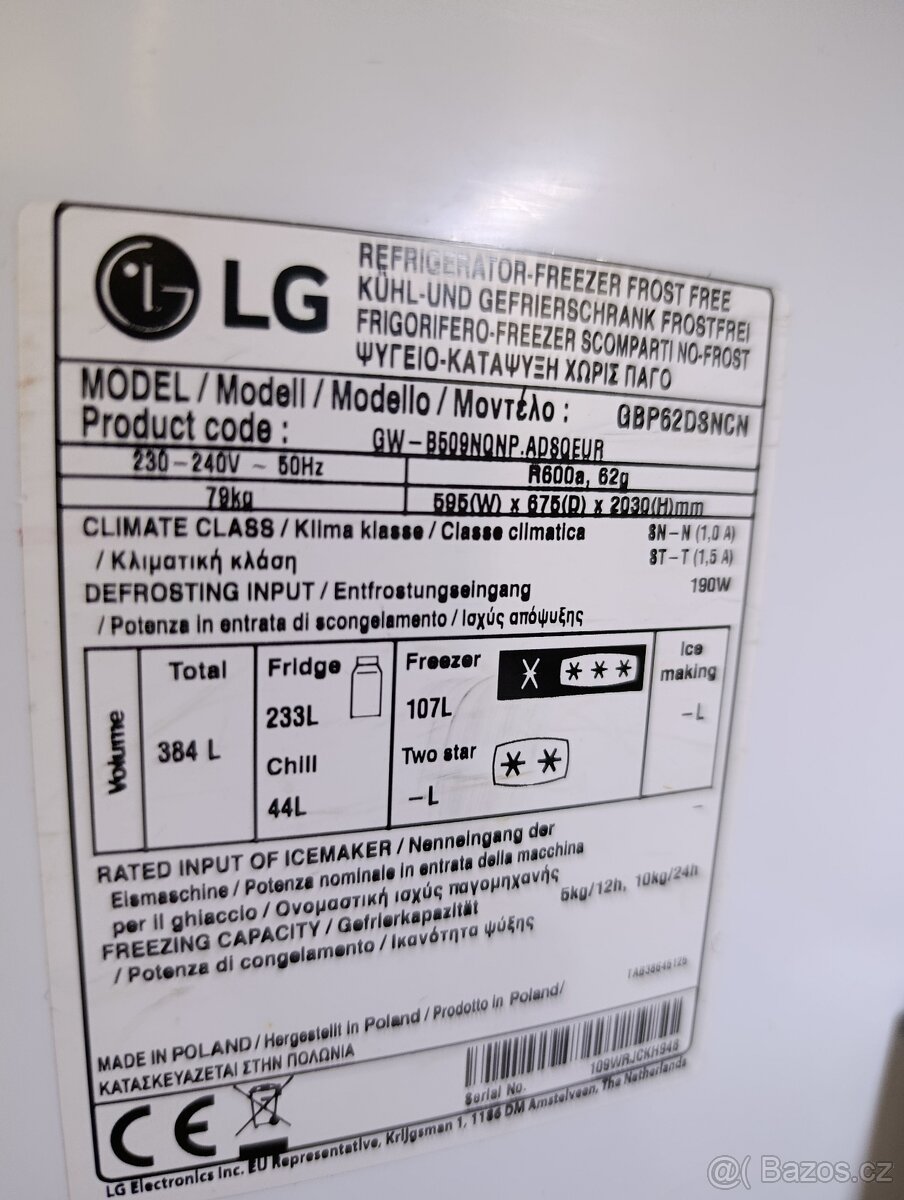 LG
REFRIGERATOR-FREEZER FROST FREE
KÜHL-UND GEFRIERSCHRANK FROSTFREI
FRIGORIFERO-FREEZER SCOMPARTI NO-FROST
ΨΥΓΕΙΟ-ΚΑΤΑΨΥΞΗ ΧΩΡΙΣ ΠΑΓΟ
MODEL / Modell / Modello / Μοντέλο : GBP62DSNCN
Product code : GW-B509NQNP.ADSQEUR
230-240V ~ 50Hz R600a, 62g
79kg 595(W) x 675(D) x 2030(H)mm
CLIMATE CLASS / Klima klasse / Classe climatica SN-N (1,0 A)
/ Κλιματική κλάση ST-T (1,5 A)
DEFROSTING INPUT / Entfrostungseingang 190W
/ Potenza in entrata di scongelamento / Ισχύς απόψυξης
Volume
Total
384 L
Fridge
233L
Chill
44L
Freezer
107L
Two star
-L
Ice
making
-L
RATED INPUT OF ICEMAKER / Nenneingang der
Eismaschine / Potenza nominale in entrata della macchina
per il ghiaccio / Ονομαστική ισχύς παγομηχανής
FREEZING CAPACITY / Gefrierkapazität 5kg/12h, 10kg/24h
/ Potenza di congelamento / Ικανότητα ψύξης
MADE IN POLAND / Hergestellt in Poland / Prodotto in Poland/
ΚΑΤΑΣΚΕΥΑΖΕΤΑΙ ΣΤΗΝ ΠΟΛΩΝΙΑ
109WRJCKH948
Serial No.
CE
LG Electronics Inc. EU Representative, Krijgsman 1, 1186 DM Amstelveen, The Netherlands
@( Bazos.cz